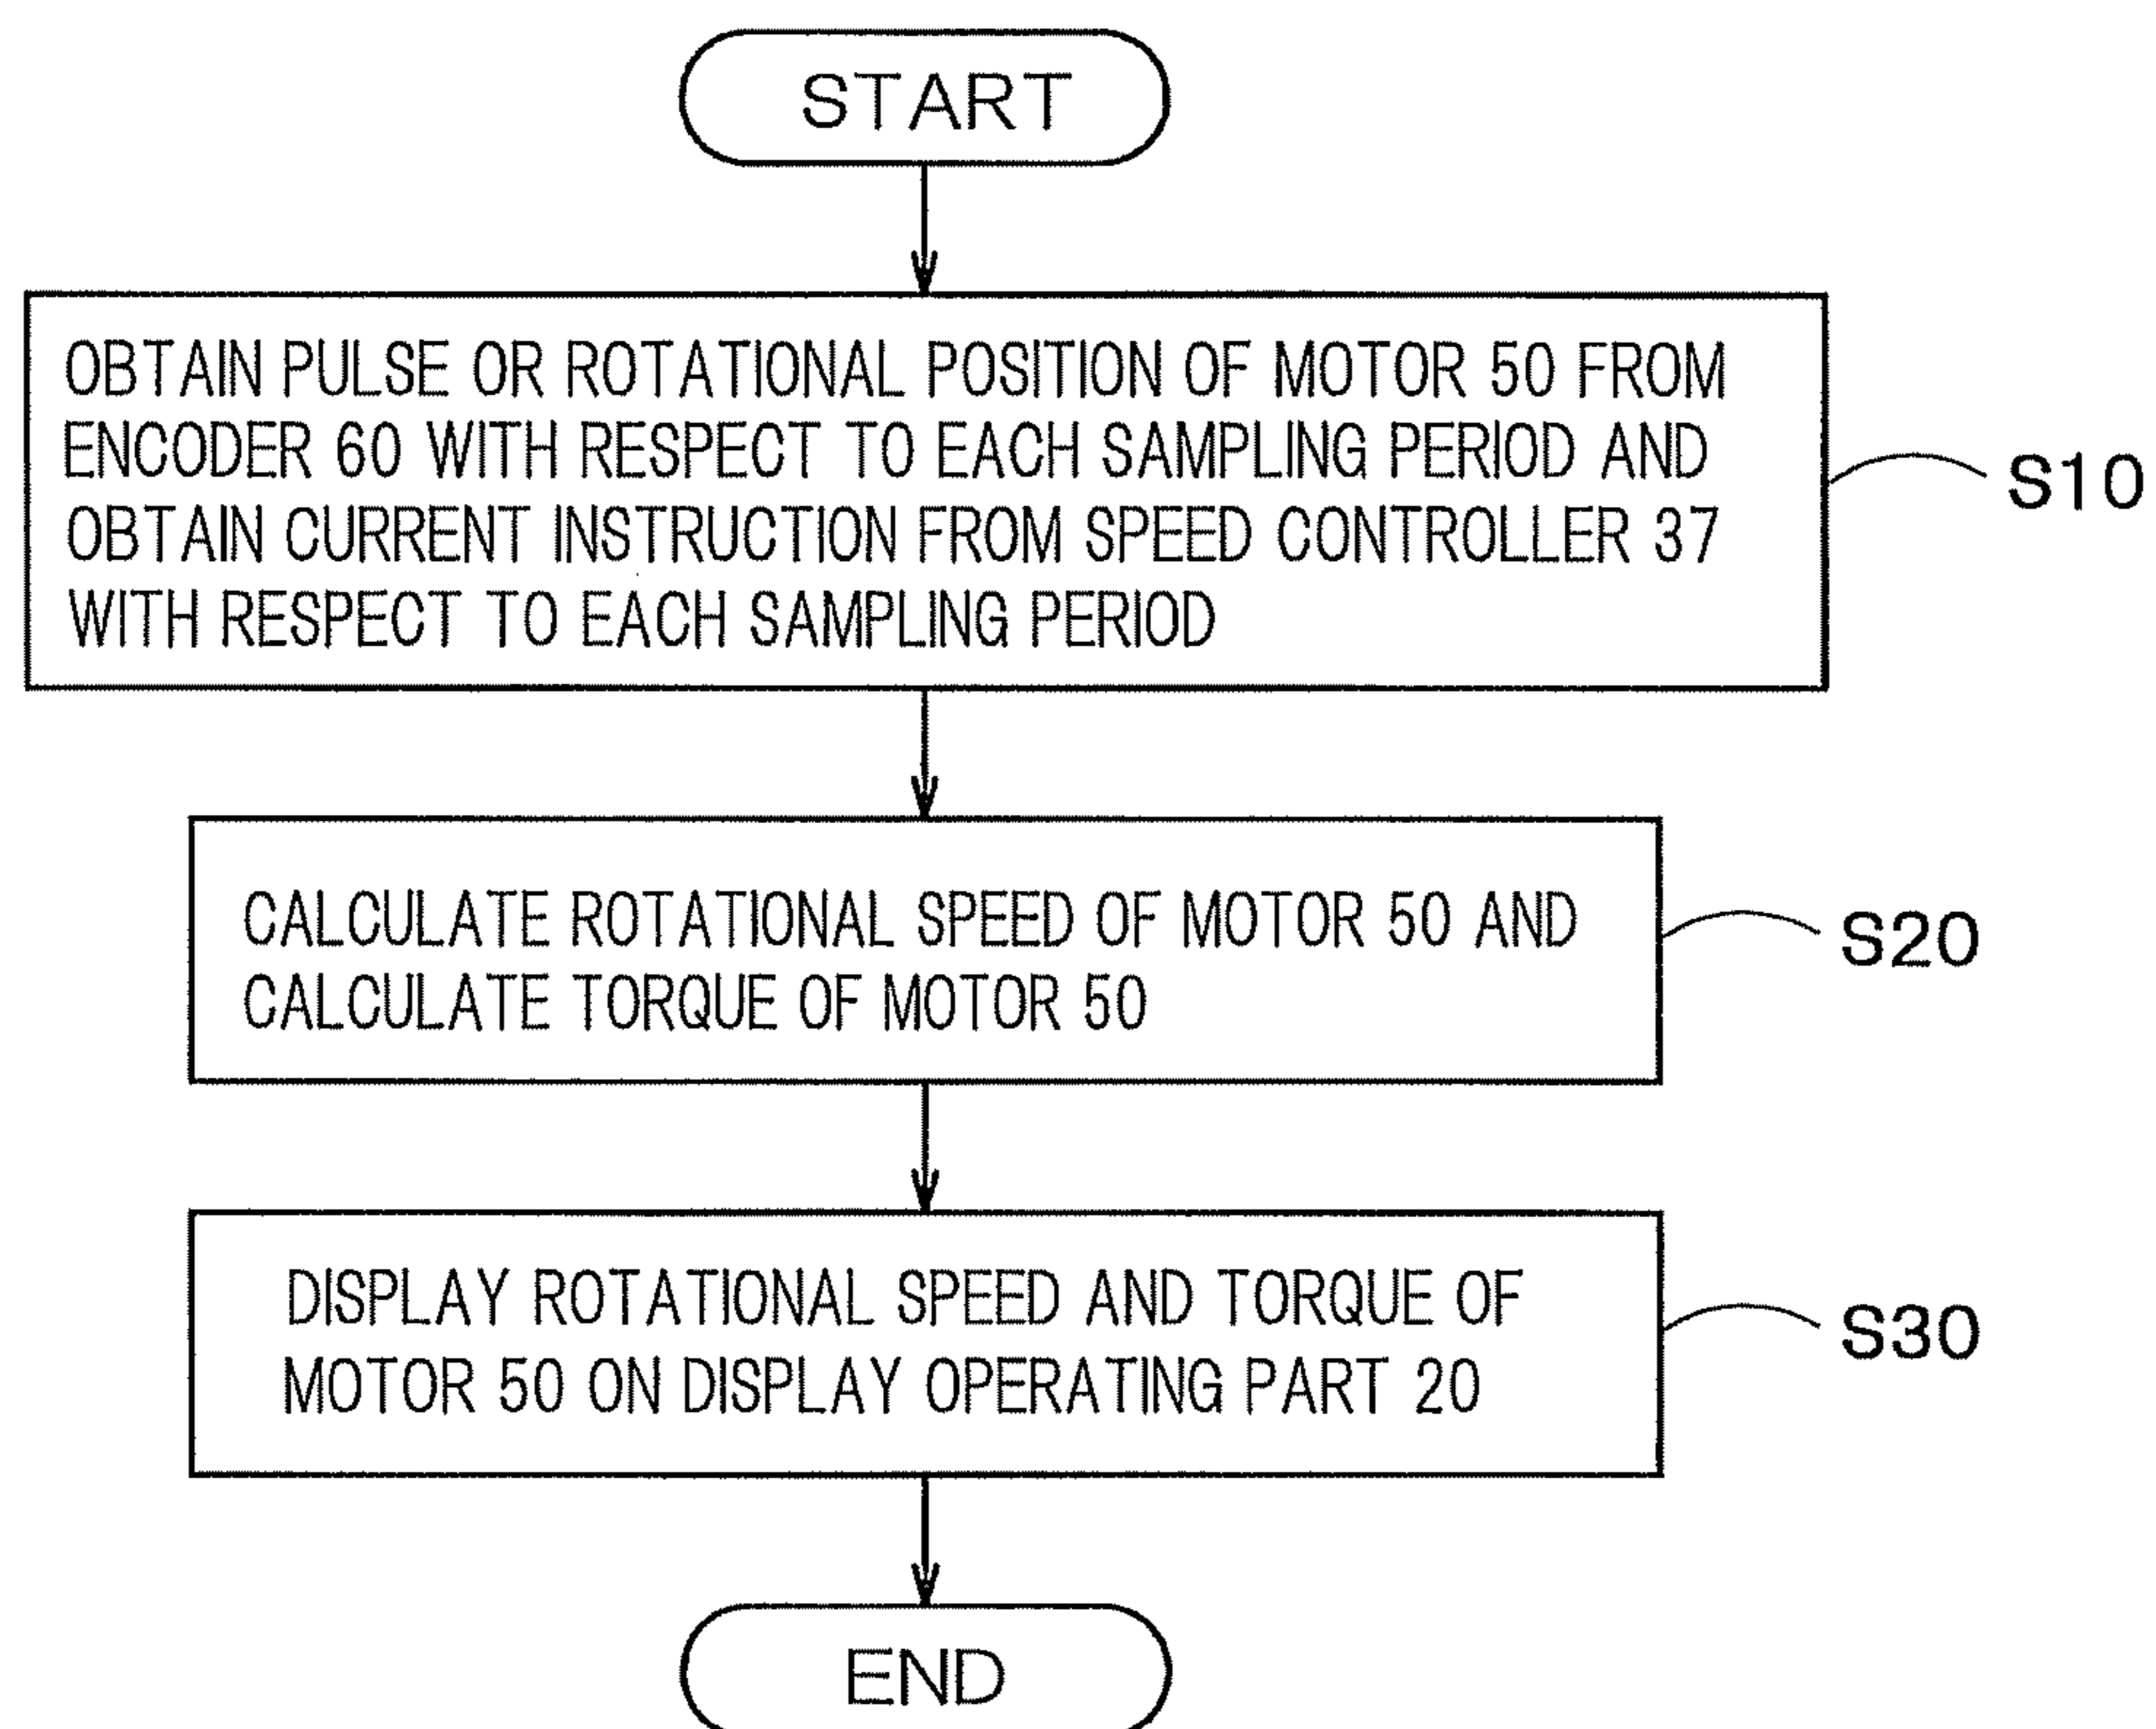 START
OBTAIN PULSE OR ROTATIONAL POSITION OF MOTOR 50 FROM
ENCODER 60 WITH RESPECT TO EACH SAMPLING PERIOD AND
OBTAIN CURRENT INSTRUCTION FROM SPEED CONTROLLER 37
WITH RESPECT TO EACH SAMPLING PERIOD
S10
CALCULATE ROTATIONAL SPEED OF MOTOR 50 AND
CALCULATE TORQUE OF MOTOR 50
S20
DISPLAY ROTATIONAL SPEED AND TORQUE OF
MOTOR 50 ON DISPLAY OPERATING PART 20
S30
END